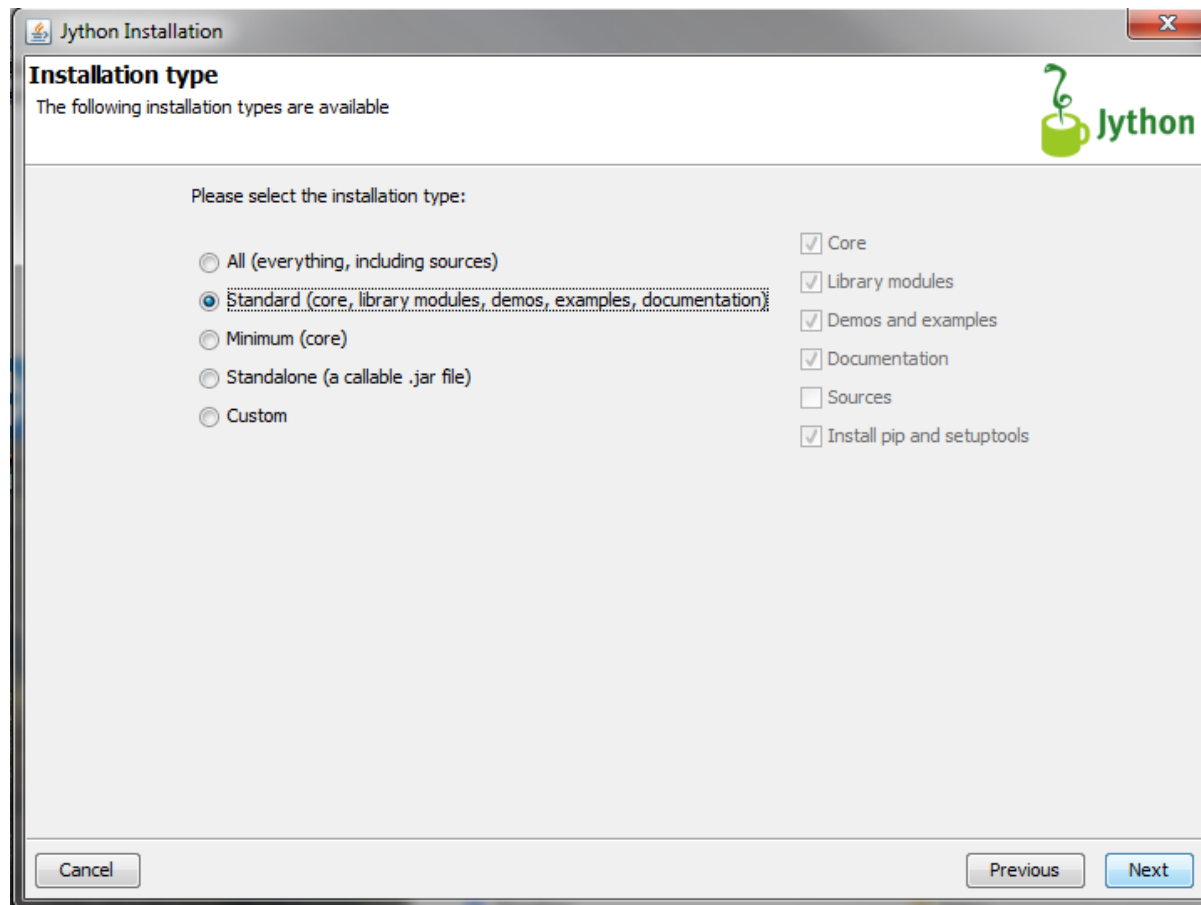 Jython Installation
Installation type
The following installation types are available
Jython
Please select the installation type:
All (everything, including sources)
Standard (core, library modules, demos, examples, documentation)
Minimum (core)
Standalone (a callable .jar file)
Custom
Core
Library modules
Demos and examples
Documentation
Sources
Install pip and setuptools
Cancel
Previous
Next